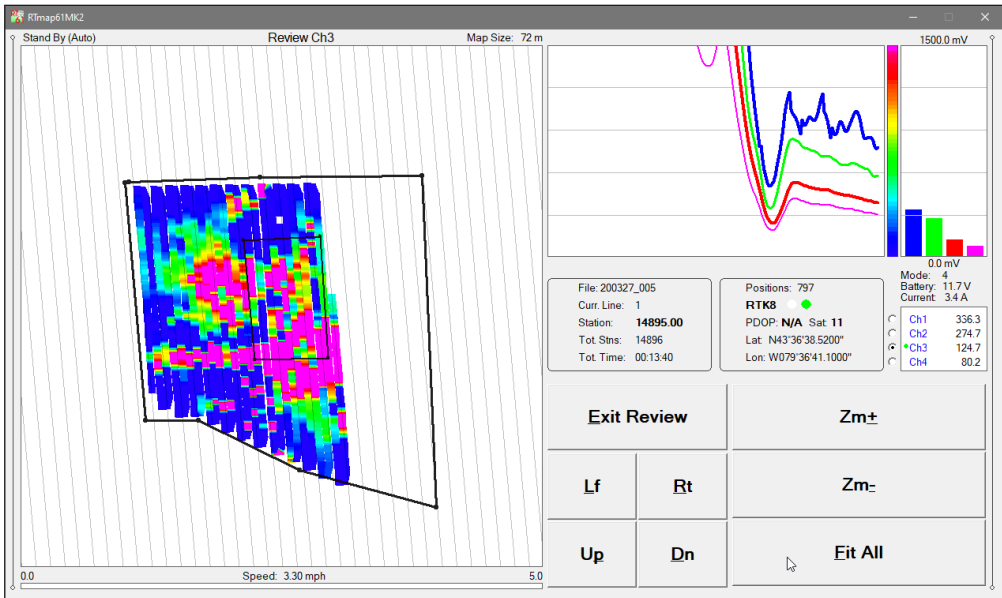 RTmap61MK2
Stand By (Auto) Review Ch3 Map Size: 72 m
1500.0 mV
0.0 mV
Mode: 4
Battery: 11.7 V
Current: 3.4 A
File: 200327_005
Curr. Line: 1
Station: 14895.00
Tot. Stns: 14896
Tot. Time: 00:13:40
Positions: 797
RTK8
PDOP: N/A Sat: 11
Lat: N43°36'38.5200"
Lon: W079°36'41.1000"
Ch1 336.3
Ch2 274.7
Ch3 124.7
Ch4 80.2
Exit Review
Zm+
Lf
Rt
Zm-
Up
Dn
Fit All
0.0 Speed: 3.30 mph 5.0